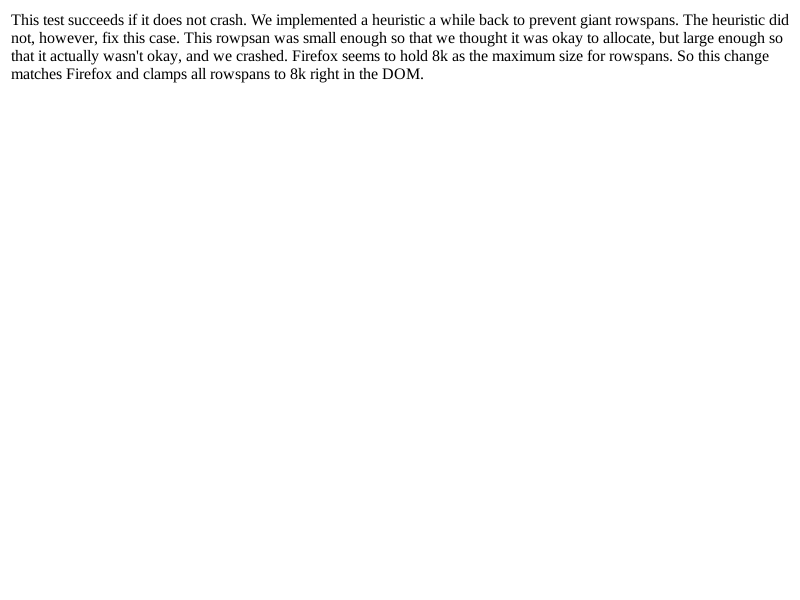 This test succeeds if it does not crash. We implemented a heuristic a while back to prevent giant rowspans. The heuristic did
not, however, fix this case. This rowpsan was small enough so that we thought it was okay to allocate, but large enough so
that it actually wasn't okay, and we crashed. Firefox seems to hold 8k as the maximum size for rowspans. So this change
matches Firefox and clamps all rowspans to 8k right in the DOM.